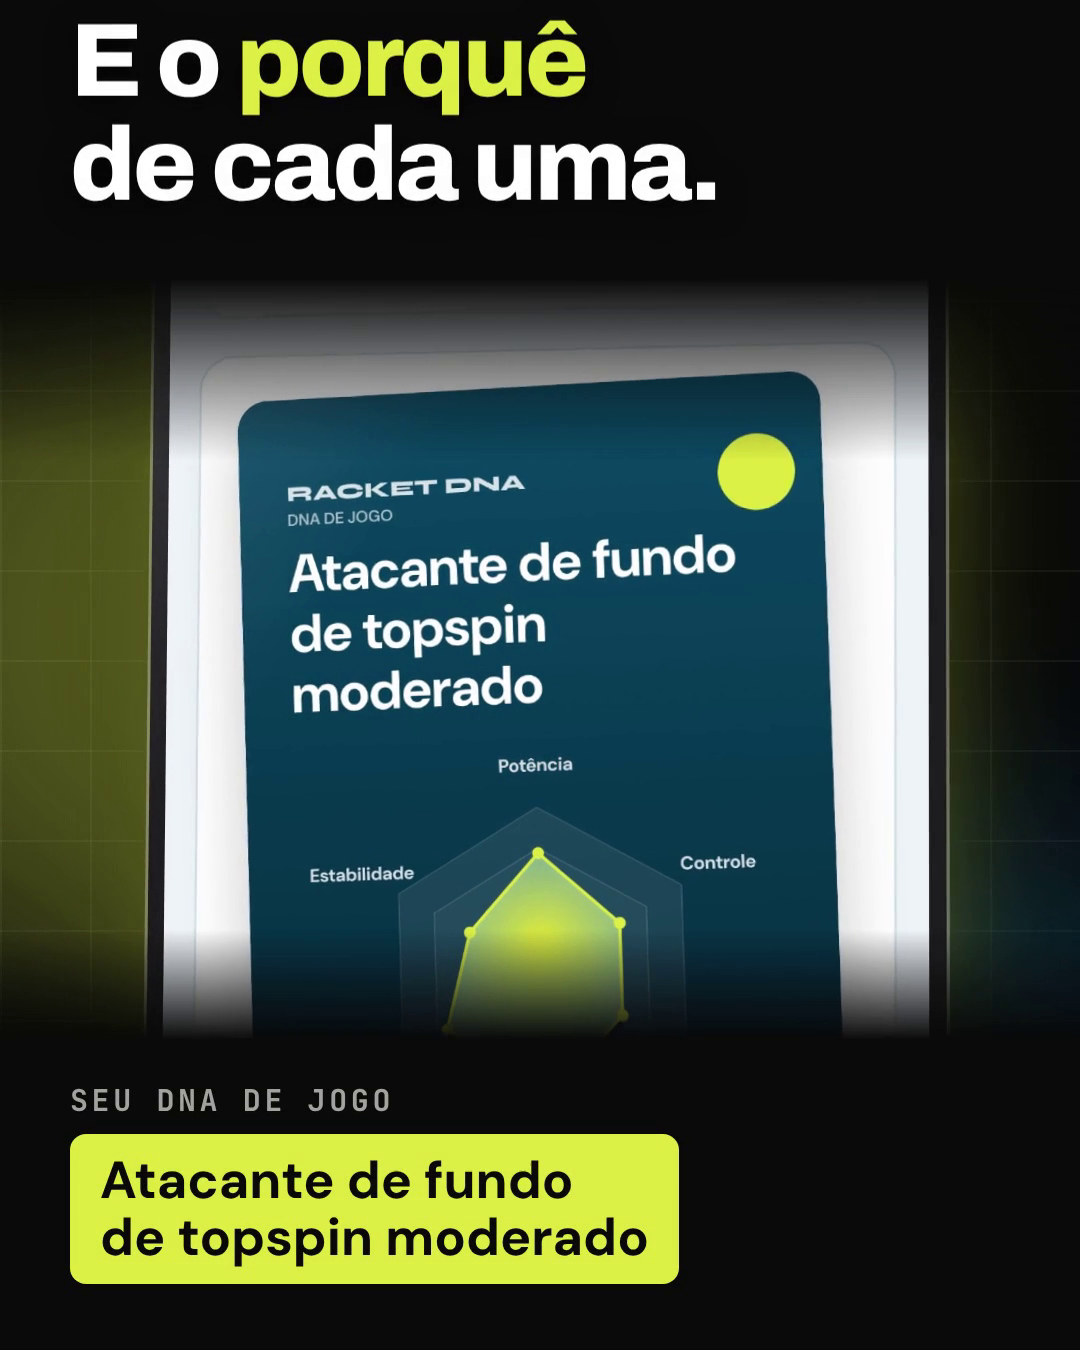 E o porquê
de cada uma.
RACKET DNA
DNA DE JOGO
Atacante de fundo
de topspin
moderado
Potência
Estabilidade
Controle
SEU DNA DE JOGO
Atacante de fundo
de topspin moderado